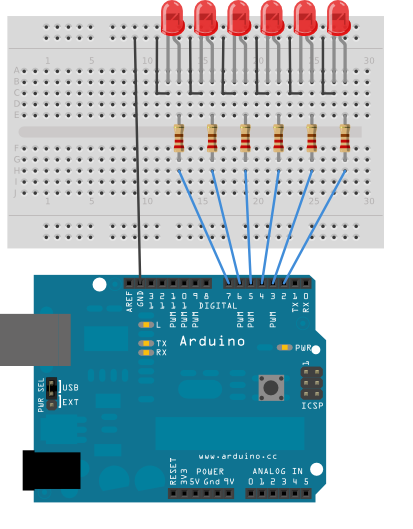 1 5 10 15 20 25 30
A
B
C
D
E
F
G
H
I
J
1 5 10 15 20 25 30
AREF
GND
13
12
11
10
9
8
7
6
5
4
3
2
TX 1
RX 0
PWM
PWM
PWM
PWM
PWM
PWM
DIGITAL
L
Arduino
TX
RX
PWR
1
PWR SEL
USB
EXT
ICSP
www.arduino.cc
RESET
3V3
5V Gnd 9V
POWER
ANALOG IN
0 1 2 3 4 5